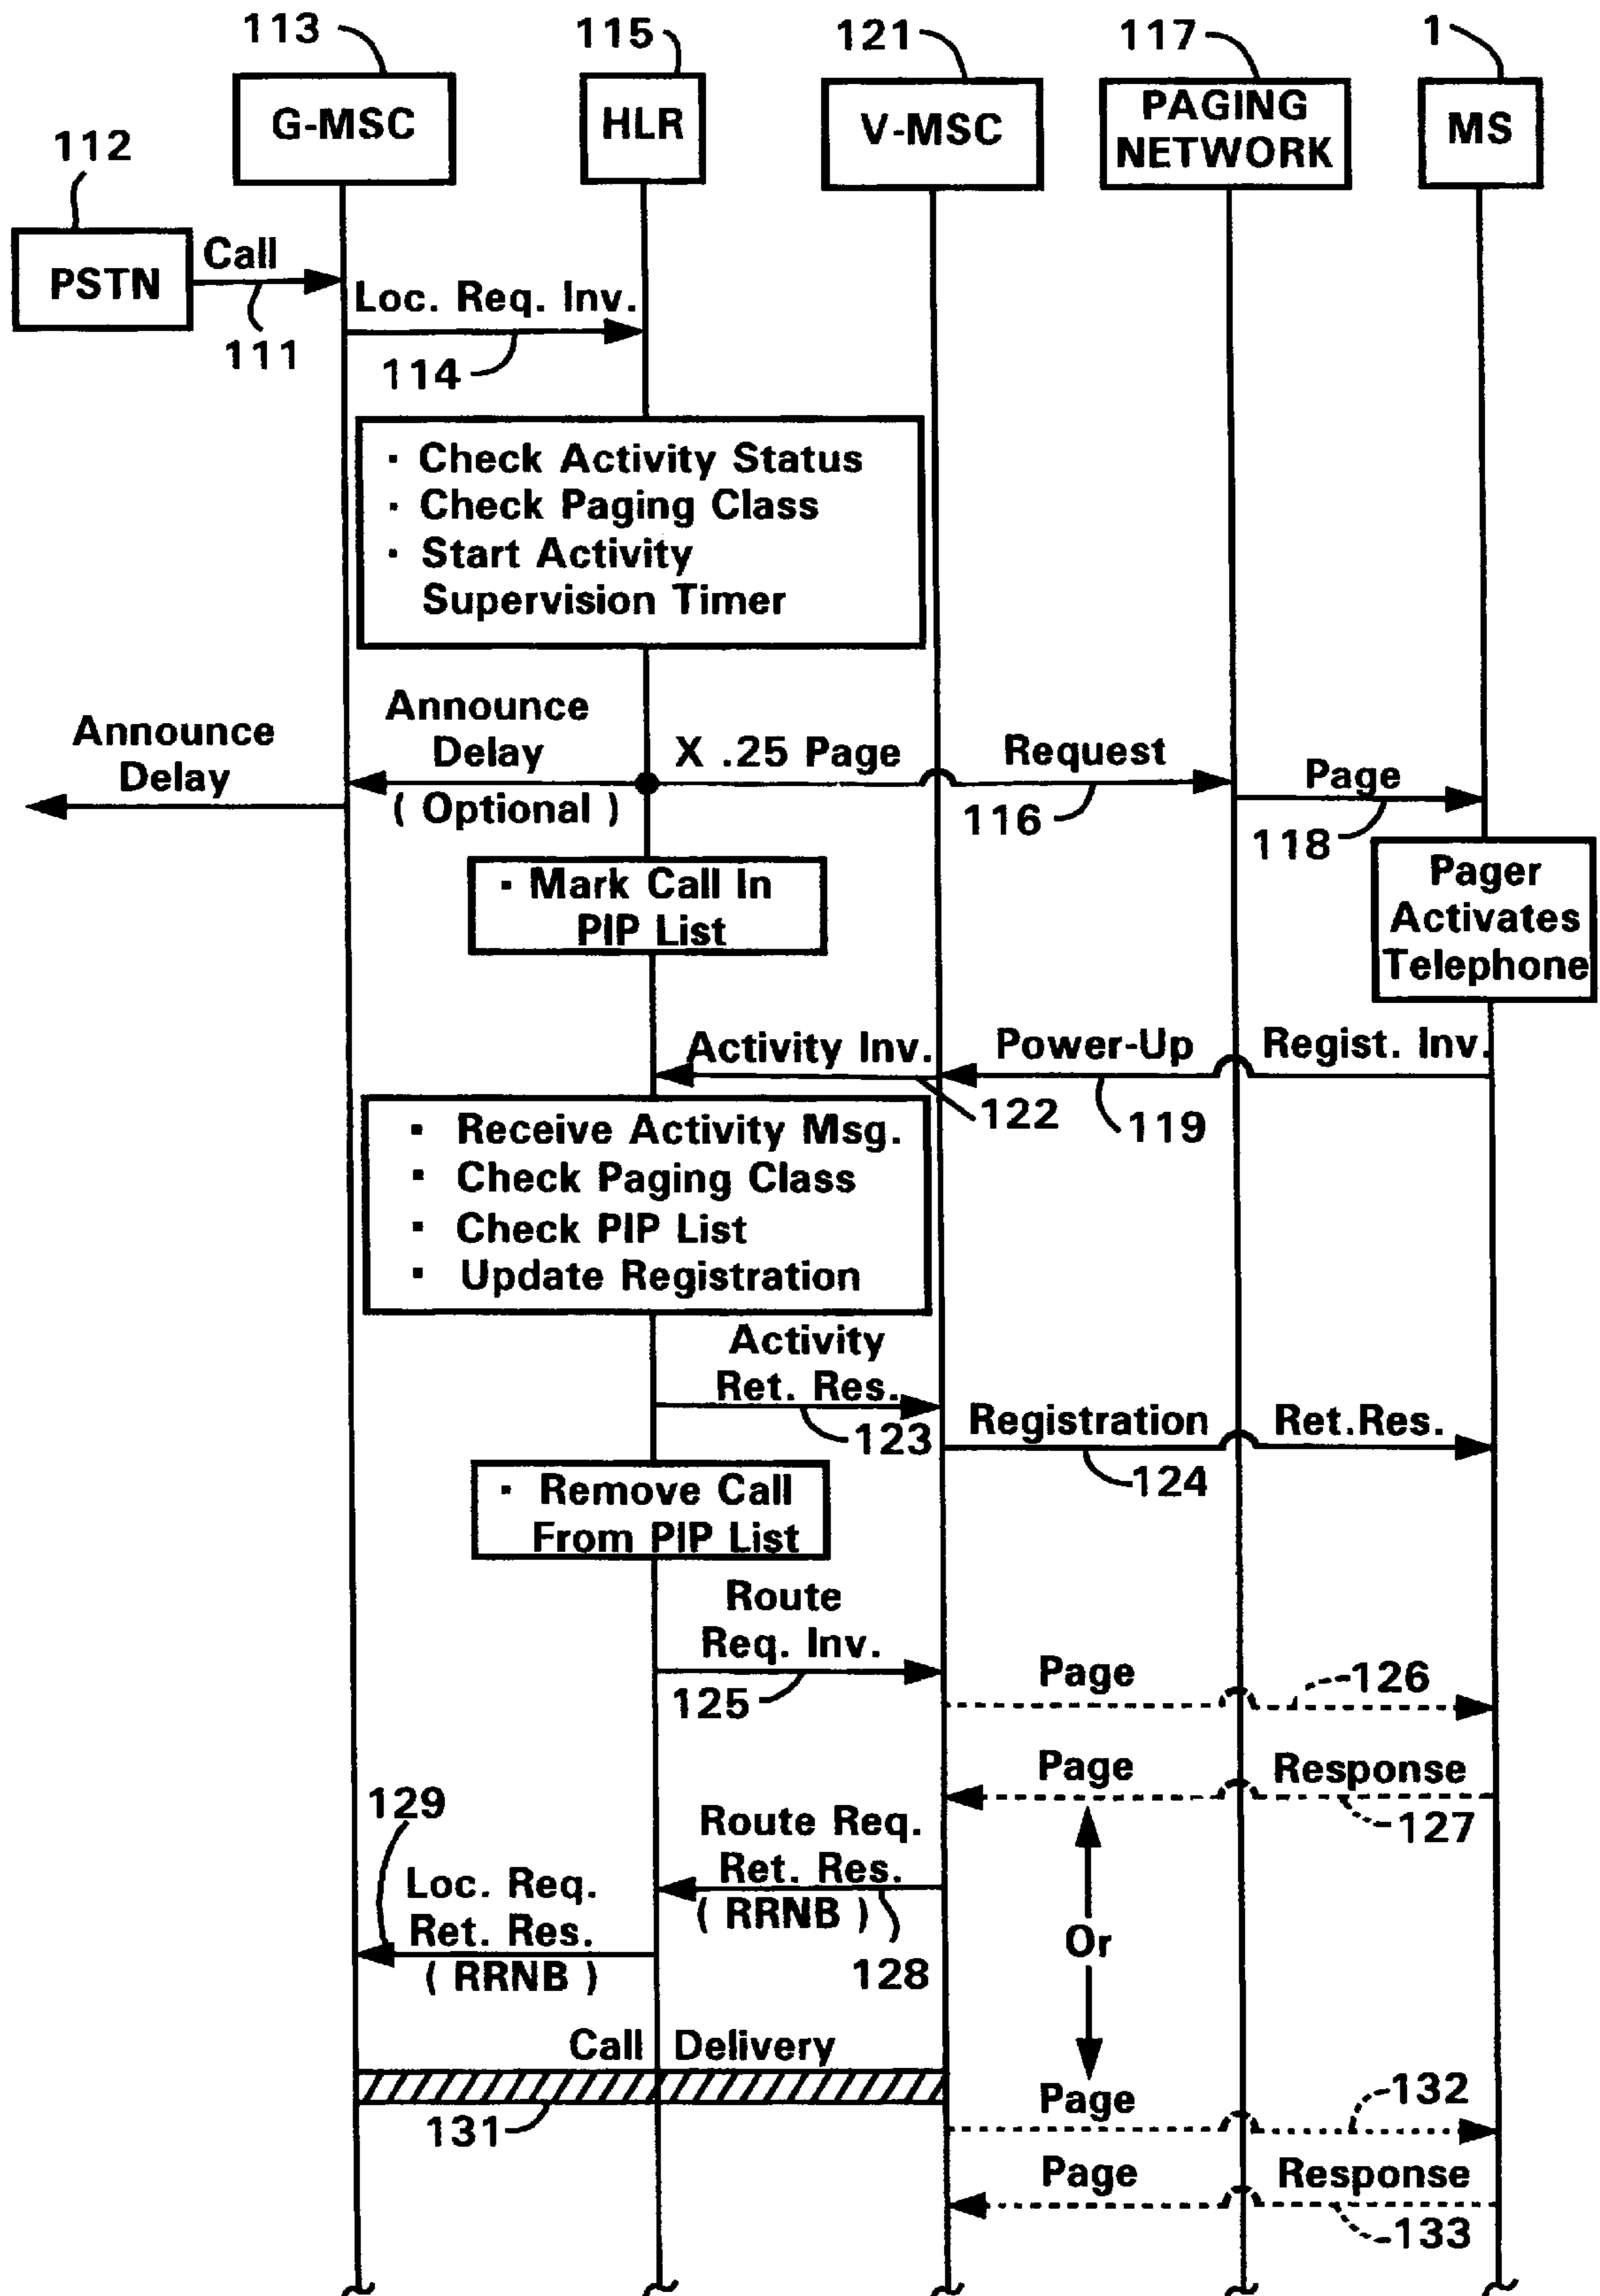 113
115
121
117
1
G-MSC
HLR
V-MSC
PAGING
NETWORK
MS
112
PSTN
Call
111
Loc. Req. Inv.
114
· Check Activity Status
· Check Paging Class
· Start Activity
Supervision Timer
Announce
Delay
Announce
Delay
( Optional )
X .25 Page Request
116
Page
118
· Mark Call In
PIP List
Pager
Activates
Telephone
Activity Inv.
122
Power-Up Regist. Inv.
119
· Receive Activity Msg.
· Check Paging Class
· Check PIP List
· Update Registration
Activity
Ret. Res.
123
Registration Ret.Res.
124
· Remove Call
From PIP List
Route
Req. Inv.
125
Page
126
Page Response
127
129
Route Req.
Ret. Res.
( RRNB )
128
Loc. Req.
Ret. Res.
( RRNB )
Or
Call Delivery
131
Page
132
Page Response
133